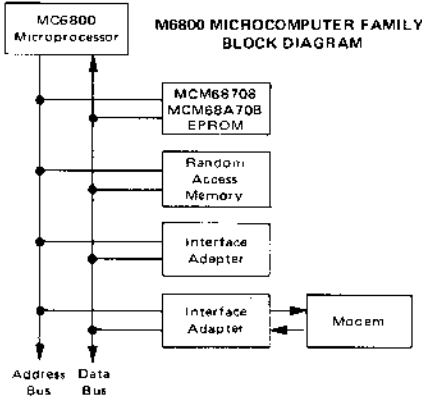 MC6800
Microprocessor
M6800 MICROCOMPUTER FAMILY
BLOCK DIAGRAM
MCM68708
MCM68A708
EPROM
Random
Access
Memory
Interface
Adapter
Interface
Adapter
Modem
Address
Bus
Data
Bus